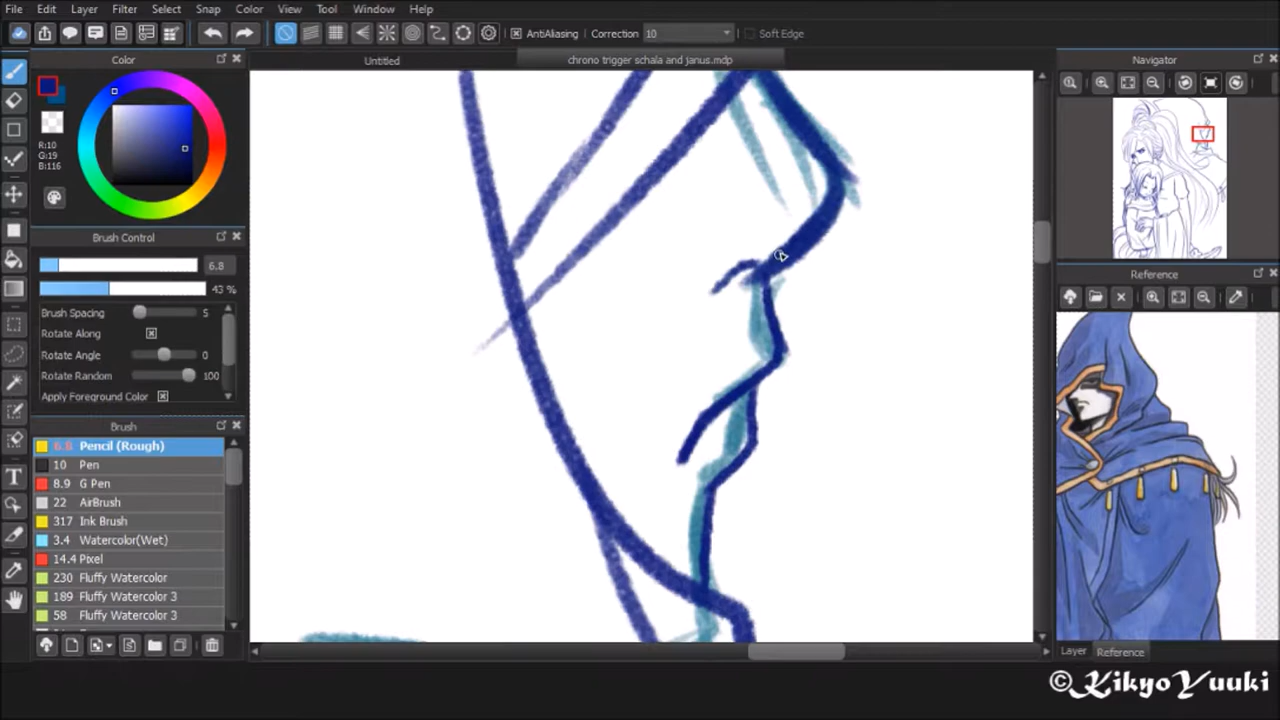 File Edit Layer Filter Select Snap Color View Tool Window Help
AntiAliasing Correction 10 Soft Edge
Color
Untitled
chrono trigger schala and janus.mdp
Navigator
R:10
G:19
B:116
Brush Control
6.8
43 %
Brush Spacing 5
Rotate Along
Rotate Angle 0
Rotate Random 100
Apply Foreground Color
Reference
Brush
6.8 Pencil (Rough)
10 Pen
8.9 G Pen
22 AirBrush
317 Ink Brush
3.4 Watercolor(Wet)
14.4 Pixel
230 Fluffy Watercolor
189 Fluffy Watercolor 3
58 Fluffy Watercolor 3
Layer Reference
©KikyoYuuki